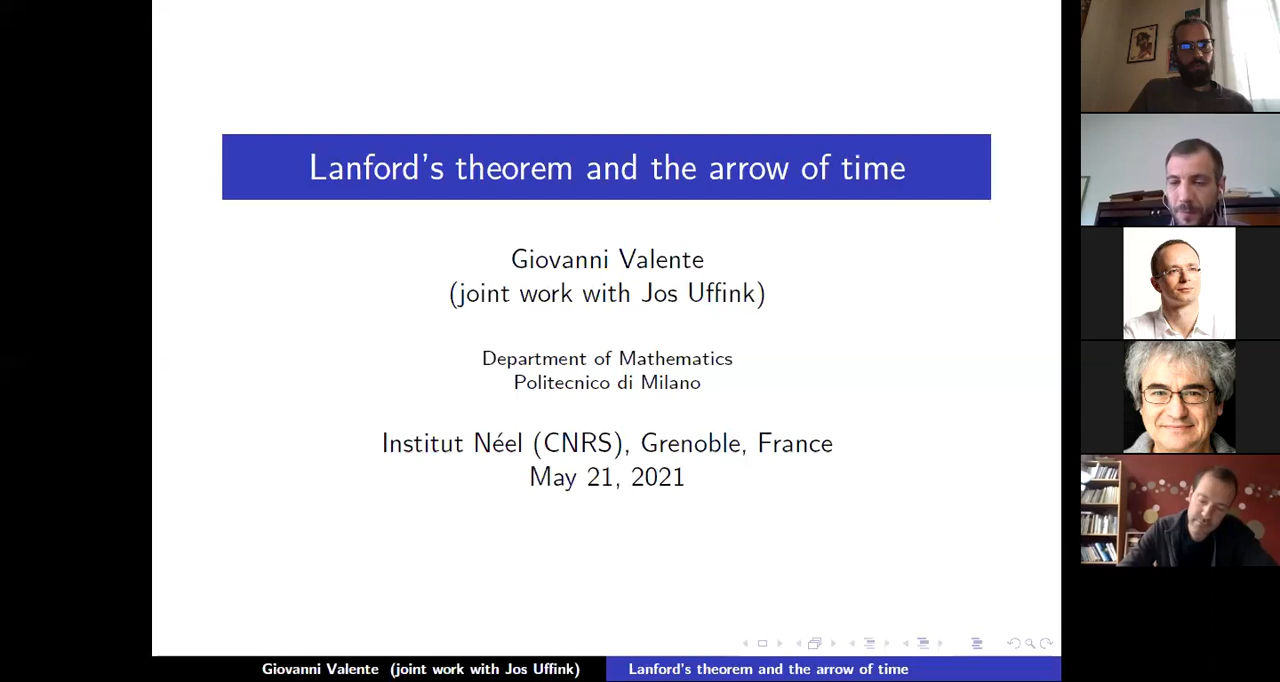 Lanford's theorem and the arrow of time
Giovanni Valente
(joint work with Jos Uffink)
Department of Mathematics
Politecnico di Milano
Institut Néel (CNRS), Grenoble, France
May 21, 2021
Giovanni Valente (joint work with Jos Uffink)
Lanford's theorem and the arrow of time